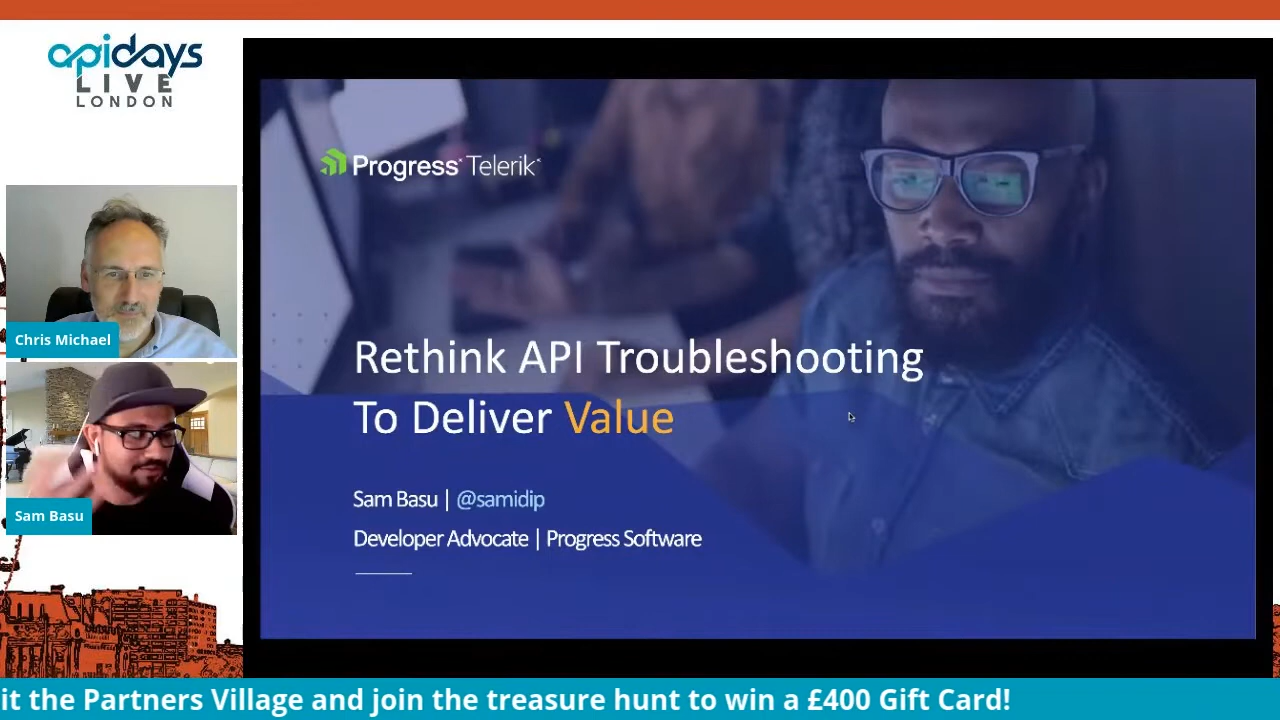 apidays
LIVE
LONDON
Chris Michael
Sam Basu
Progress Telerik
Rethink API Troubleshooting
To Deliver Value
Sam Basu | @samidip
Developer Advocate | Progress Software
it the Partners Village and join the treasure hunt to win a £400 Gift Card!